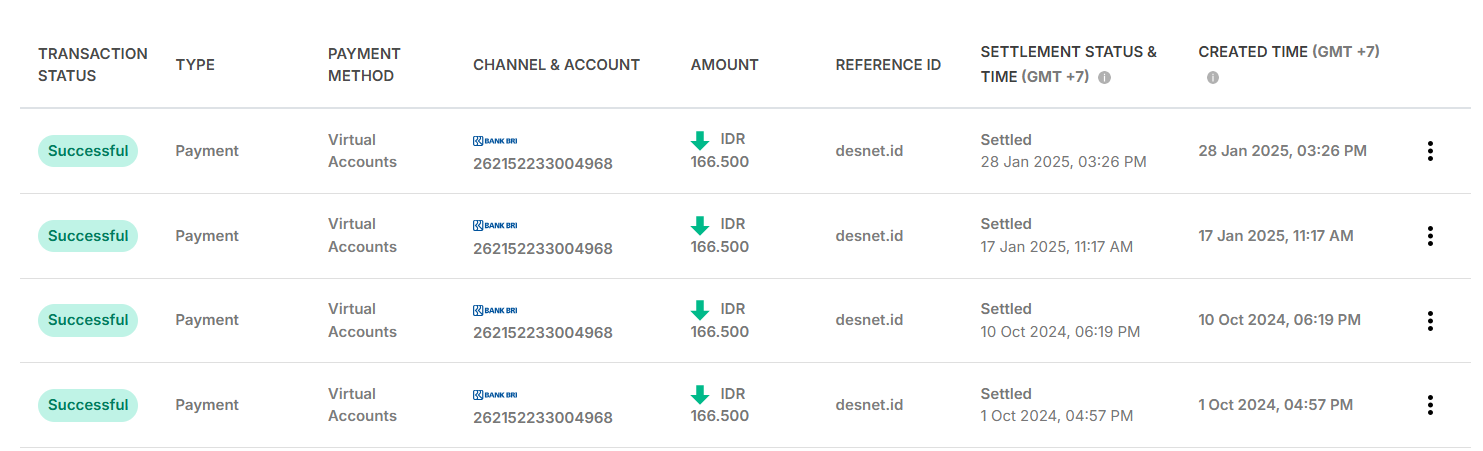 TRANSACTION STATUS TYPE PAYMENT METHOD CHANNEL & ACCOUNT AMOUNT REFERENCE ID SETTLEMENT STATUS & TIME (GMT +7) CREATED TIME (GMT +7)
Successful Payment Virtual Accounts BANK BRI 262152233004968 IDR 166.500 desnet.id Settled 28 Jan 2025, 03:26 PM 28 Jan 2025, 03:26 PM
Successful Payment Virtual Accounts BANK BRI 262152233004968 IDR 166.500 desnet.id Settled 17 Jan 2025, 11:17 AM 17 Jan 2025, 11:17 AM
Successful Payment Virtual Accounts BANK BRI 262152233004968 IDR 166.500 desnet.id Settled 10 Oct 2024, 06:19 PM 10 Oct 2024, 06:19 PM
Successful Payment Virtual Accounts BANK BRI 262152233004968 IDR 166.500 desnet.id Settled 1 Oct 2024, 04:57 PM 1 Oct 2024, 04:57 PM